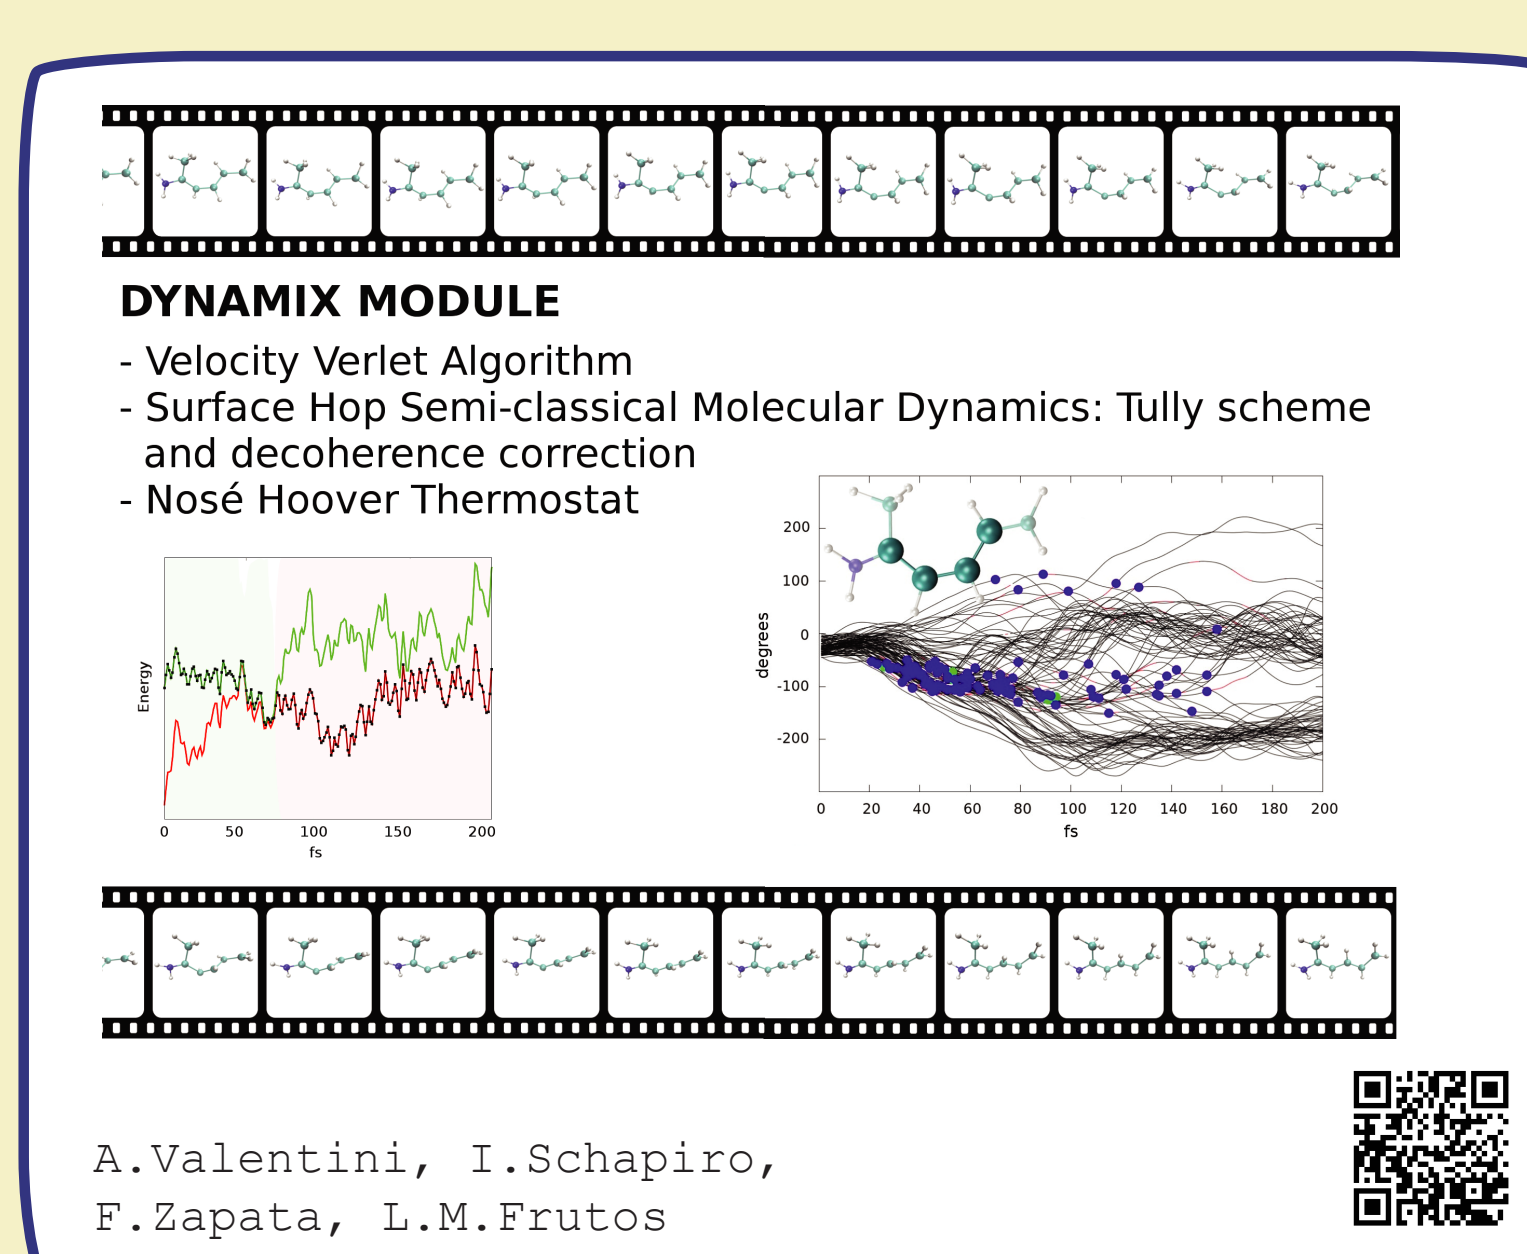 DYNAMIX MODULE
- Velocity Verlet Algorithm
- Surface Hop Semi-classical Molecular Dynamics: Tully scheme
and decoherence correction
- Nosé Hoover Thermostat
Energy
0 50 100 150 200
fs
degrees
200
100
0
-100
-200
0 20 40 60 80 100 120 140 160 180 200
fs
A.Valentini, I.Schapiro,
F.Zapata, L.M.Frutos